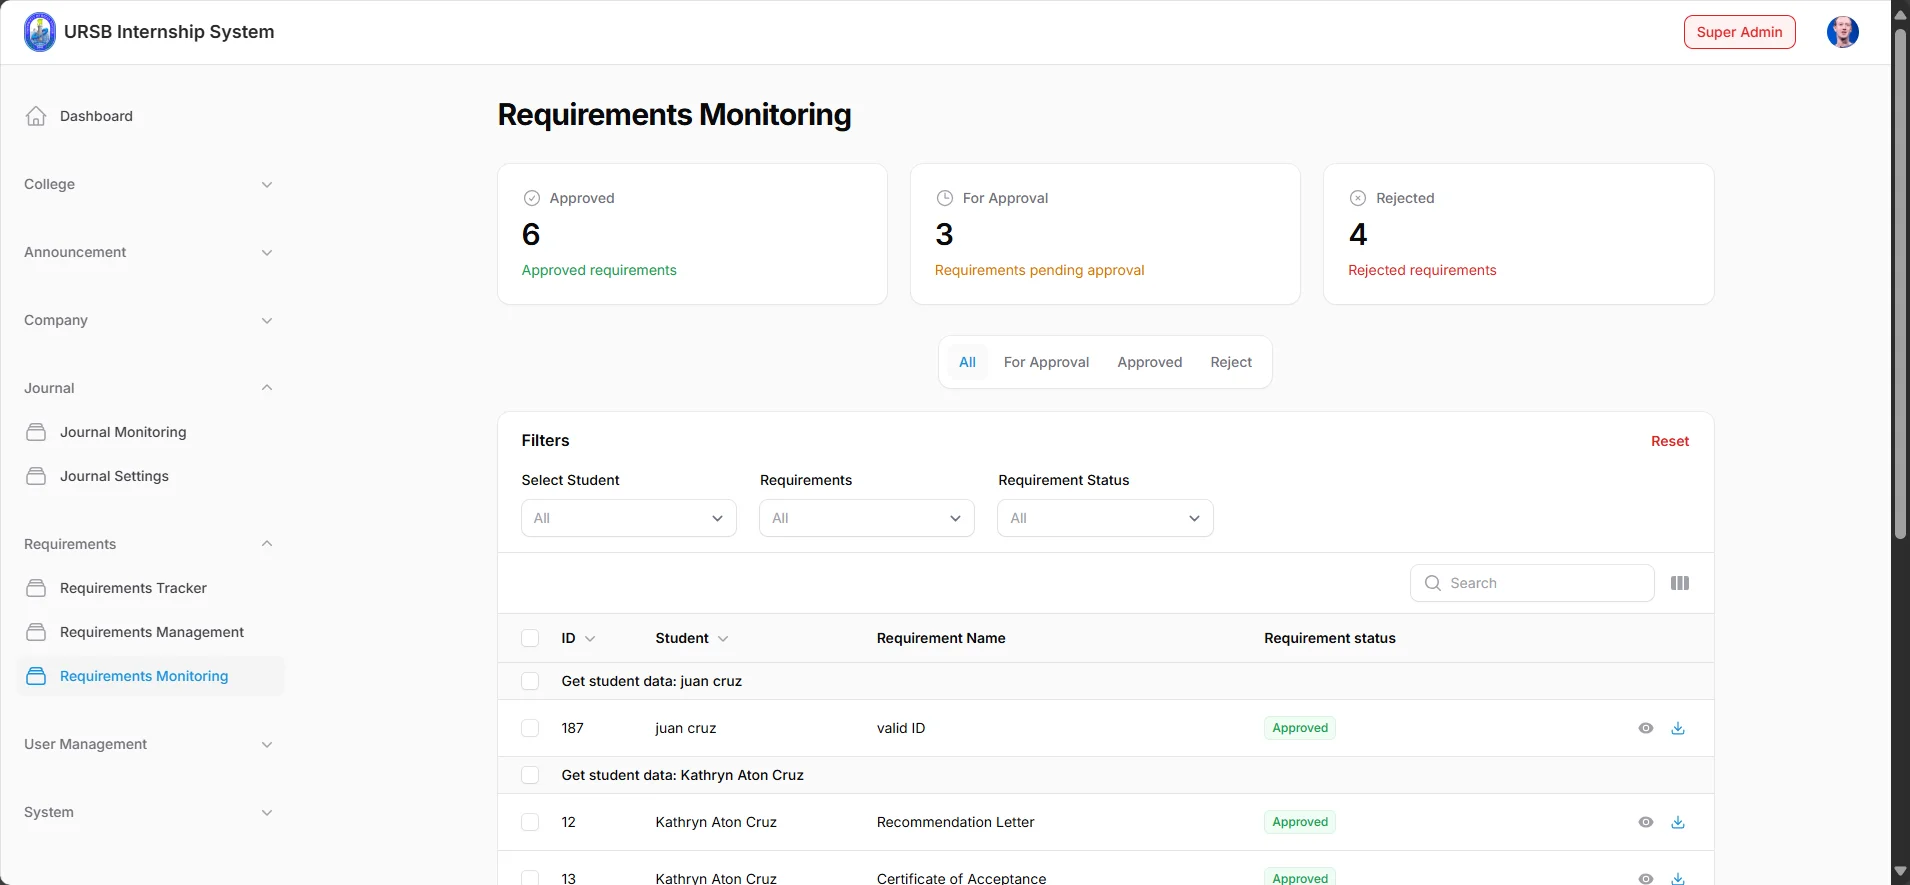 URSB Internship System
Super Admin
Dashboard
College
Announcement
Company
Journal
Journal Monitoring
Journal Settings
Requirements
Requirements Tracker
Requirements Management
Requirements Monitoring
User Management
System
Requirements Monitoring
Approved
6
Approved requirements
For Approval
3
Requirements pending approval
Rejected
4
Rejected requirements
All For Approval Approved Reject
Filters
Reset
Select Student Requirements Requirement Status
All All All
Search
ID Student Requirement Name Requirement status
Get student data: juan cruz
187 juan cruz valid ID Approved
Get student data: Kathryn Aton Cruz
12 Kathryn Aton Cruz Recommendation Letter Approved
13 Kathryn Aton Cruz Certificate of Acceptance Approved